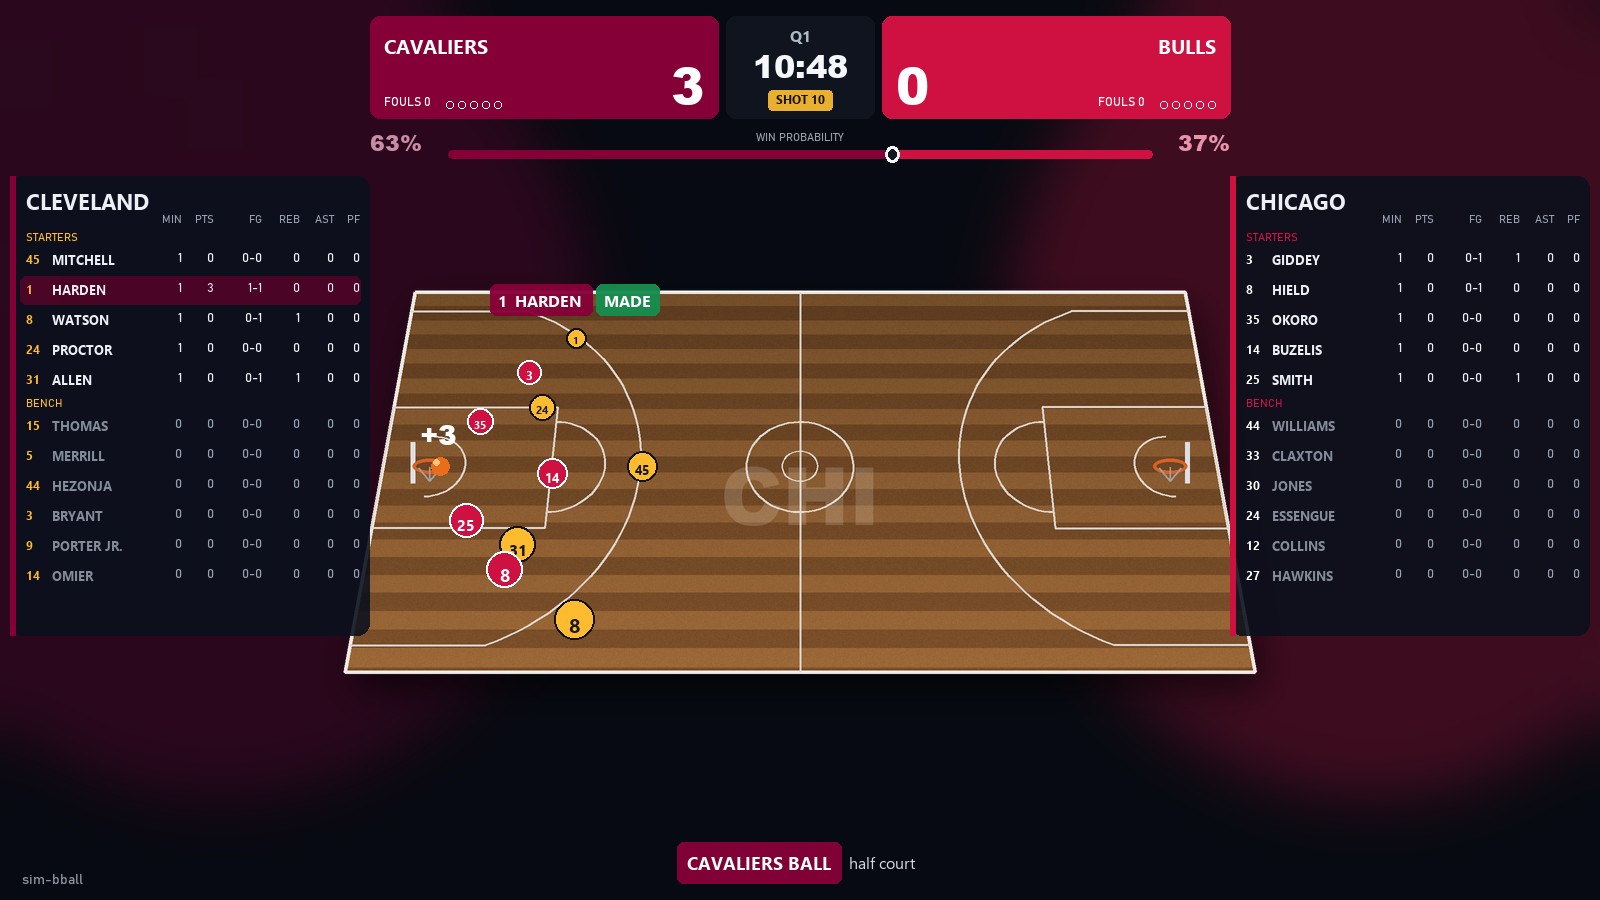 CAVALIERS
3
FOULS 0
Q1
10:48
SHOT 10
BULLS
0
FOULS 0
63%
WIN PROBABILITY
37%
CLEVELAND
MIN PTS FG REB AST PF
STARTERS
45 MITCHELL 1 0 0-0 0 0 0
1 HARDEN 1 3 1-1 0 0 0
8 WATSON 1 0 0-1 1 0 0
24 PROCTOR 1 0 0-0 0 0 0
31 ALLEN 1 0 0-1 1 0 0
BENCH
15 THOMAS 0 0 0-0 0 0 0
5 MERRILL 0 0 0-0 0 0 0
44 HEZONJA 0 0 0-0 0 0 0
3 BRYANT 0 0 0-0 0 0 0
9 PORTER JR. 0 0 0-0 0 0 0
14 OMIER 0 0 0-0 0 0 0
1 HARDEN MADE
1
3
24
35
+3
45
14
25
31
8
8
CHI
CHICAGO
MIN PTS FG REB AST PF
STARTERS
3 GIDDEY 1 0 0-1 1 0 0
8 HIELD 1 0 0-1 0 0 0
35 OKORO 1 0 0-0 0 0 0
14 BUZELIS 1 0 0-0 0 0 0
25 SMITH 1 0 0-0 1 0 0
BENCH
44 WILLIAMS 0 0 0-0 0 0 0
33 CLAXTON 0 0 0-0 0 0 0
30 JONES 0 0 0-0 0 0 0
24 ESSENGUE 0 0 0-0 0 0 0
12 COLLINS 0 0 0-0 0 0 0
27 HAWKINS 0 0 0-0 0 0 0
CAVALIERS BALL half court
sim-bball